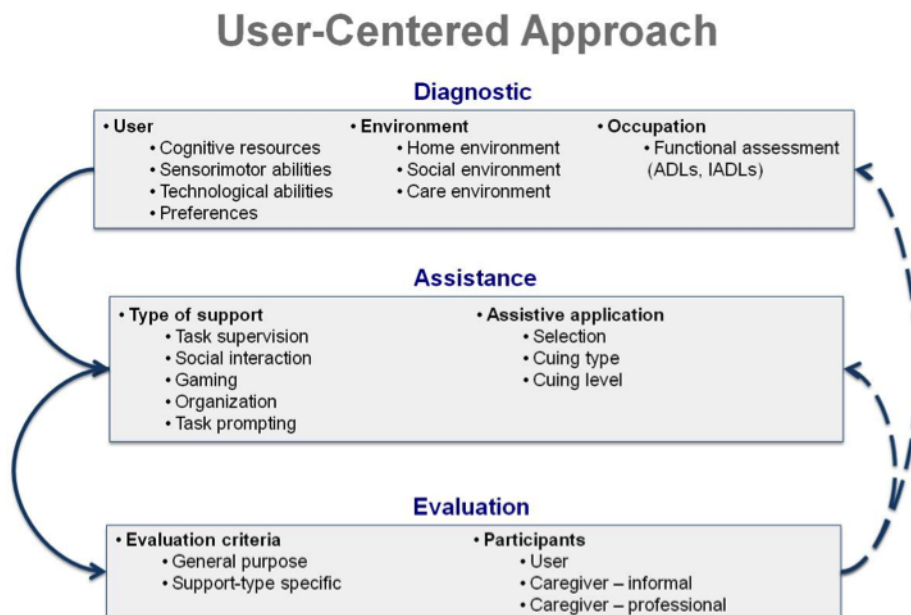 User-Centered Approach
Diagnostic
• User
• Cognitive resources
• Sensorimotor abilities
• Technological abilities
• Preferences
• Environment
• Home environment
• Social environment
• Care environment
• Occupation
• Functional assessment
(ADLs, IADLs)
Assistance
• Type of support
• Task supervision
• Social interaction
• Gaming
• Organization
• Task prompting
• Assistive application
• Selection
• Cuing type
• Cuing level
Evaluation
• Evaluation criteria
• General purpose
• Support-type specific
• Participants
• User
• Caregiver – informal
• Caregiver – professional